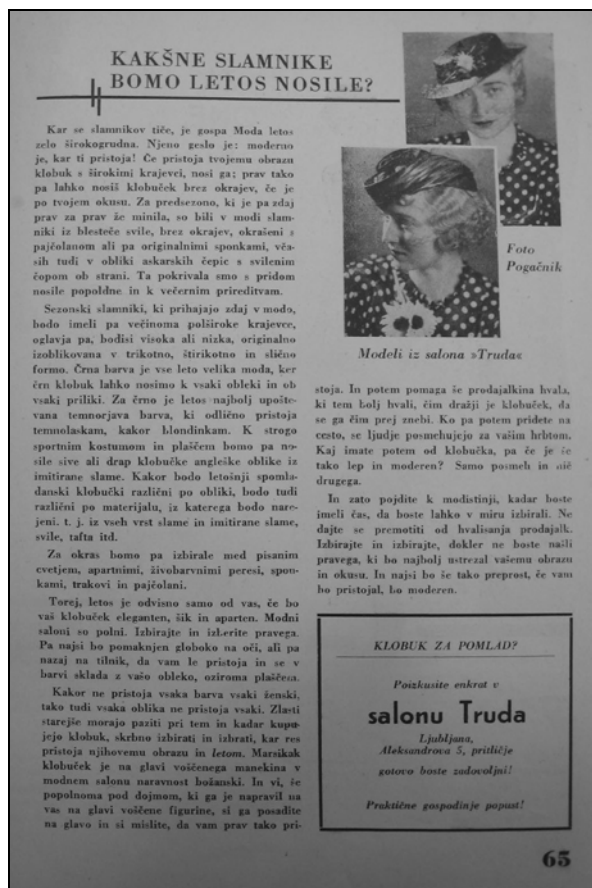 KAKŠNE SLAMNIKE
BOMO LETOS NOSILE?
Kar se slamnikov tiče, je gospa Moda letos
zelo širokogrudna. Njeno geslo je: moderno
je, kar ti pristoja! Če pristoja tvojemu obrazu
klobuk s širokimi krajevci, nosi ga; prav tako
pa lahko nosiš klobuček brez okrajev, če je
po tvojem okusu. Za predsezono, ki je pa zdaj
prav za prav že minila, so bili v modi slam-
niki iz blesteče svile, brez okrajev, okrašeni s
pajčolanom ali pa originalnimi sponkami, vča-
sih tudi v obliki askarskih čepic s svilenim
čopom ob strani. Ta pokrivala smo s pridom
nosile popoldne in k večernim prireditvam.
Sezonski slamniki, ki prihajajo zdaj v modo,
bodo imeli pa večinoma polširoke krajevce,
oglavja pa, bodisi visoka ali nizka, originalno
izoblikovana v trikotno, štirikotno in slično
formo. Črna barva je vse leto velika moda, ker
črn klobuk lahko nosimo k vsaki obleki in ob
vsaki priliki. Za črno je letos najbolj upošte-
vana temnorjava barva, ki odlično pristoja
temnolaskam, kakor blondinkam. K strogo
sportnim kostumom in plaščem bomo pa no-
sile sive ali drap klobučke angleške oblike iz
imitirane slame. Kakor bodo letošnji spomla-
danski klobučki različni po obliki, bodo tudi
različni po materijalu, iz katerega bodo nare-
jeni. t. j. iz vseh vrst slame in imitirane slame,
svile, tafta itd.
Za okras bomo pa izbirale med pisanim
cvetjem, apartnimi, živobarvnimi peresi, spon-
kami, trakovi in pajčolani.
Torej, letos je odvisno samo od vas, če bo
vaš klobuček eleganten, šik in aparten. Modni
saloni so polni. Izbirajte in izberite pravega.
Pa najsi bo pomaknjen globoko na oči, ali pa
nazaj na tilnik, da vam le pristoja in se v
barvi sklada z vašo obleko, oziroma plaščem.
Kakor ne pristoja vsaka barva vsaki ženski,
tako tudi vsaka oblika ne pristoja vsaki. Zlasti
starejše morajo paziti pri tem in kadar kupu-
jejo klobuk, skrbno izbirati in izbrati, kar res
pristoja njihovemu obrazu in letom. Marsikak
klobuček je na glavi voščenega manekina v
modnem salonu naravnost božanski. In vi, še
popolnoma pod dojmom, ki ga je napravil na
vas na glavi voščene figurine, si ga posadite
na glavo in si mislite, da vam prav tako pri-
Foto
Pogačnik
Modeli iz salona »Truda«
stoja. In potem pomaga še prodajalkina hvala,
ki tem bolj hvali, čim dražji je klobuček, da
se ga čim prej znebi. Ko pa potem pridete na
cesto, se ljudje posmehujejo za vašim hrbtom.
Kaj imate potem od klobučka, pa če je še
tako lep in moderen? Samo posmeh in nič
drugega.
In zato pojdite k modistinji, kadar boste
imeli čas, da boste lahko v miru izbirali. Ne
dajte se premotiti od hvalisanja prodajalk.
Izbirajte in izbirajte, dokler ne boste našli
pravega, ki bo najbolj ustrezal vašemu obrazu
in okusu. In najsi bo še tako preprost, če vam
bo pristojal, bo moderen.
KLOBUK ZA POMLAD?
Poizkusite enkrat v
salonu Truda
Ljubljana,
Aleksandrova 5, pritličje
gotovo boste zadovoljni!
Praktične gospodinje popust!
65